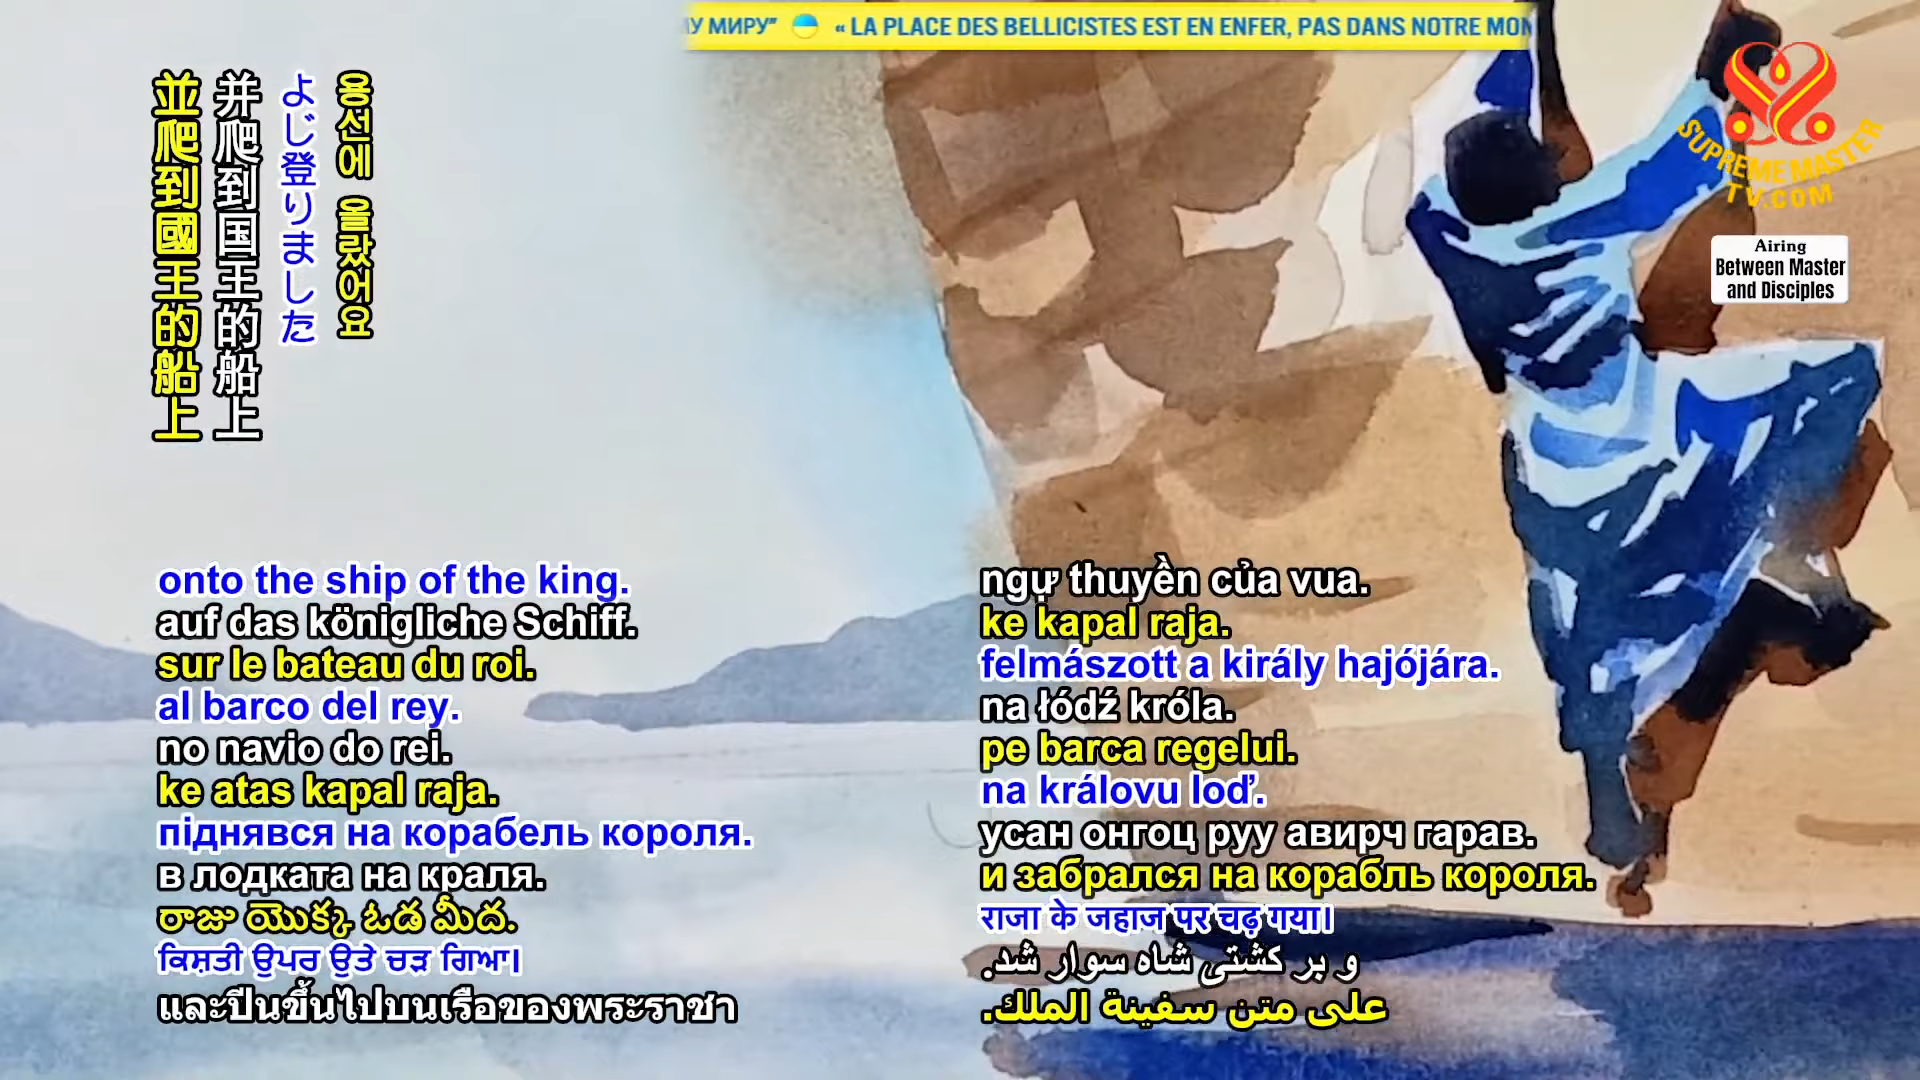 У МИРУ" « LA PLACE DES BELLICISTES EST EN ENFER, PAS DANS NOTRE MON
SUPREME MASTER
TV.COM
Airing
Between Master
and Disciples
용선에 올랐어요
よじ登りました
并爬到国王的船上
並爬到國王的船上
onto the ship of the king.
auf das königliche Schiff.
sur le bateau du roi.
al barco del rey.
no navio do rei.
ke atas kapal raja.
піднявся на корабель короля.
в лодката на краля.
రాజు యొక్క ఓడ మీద.
ਕਿਸ਼ਤੀ ਉਪਰ ਉਤੇ ਚੜ ਗਿਆ।
และปีนขึ้นไปบนเรือของพระราชา
ngự thuyền của vua.
ke kapal raja.
felmászott a király hajójára.
na łódź króla.
pe barca regelui.
na královu loď.
усан онгоц руу авирч гарав.
и забрался на корабль короля.
राजा के जहाज पर चढ़ गया।
و بر کشتی شاه سوار شد.
على متن سفينة الملك.